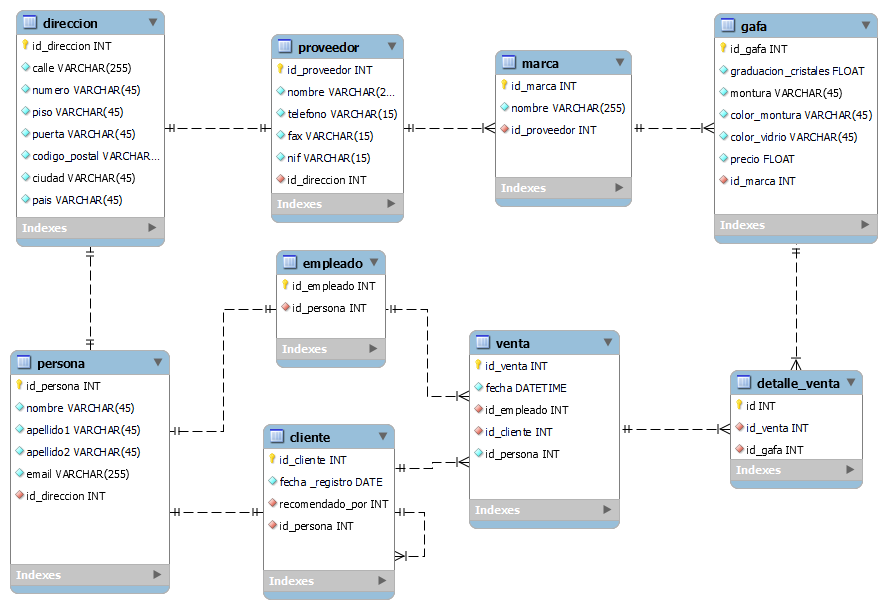 direccion
id_direccion INT
calle VARCHAR(255)
numero VARCHAR(45)
piso VARCHAR(45)
puerta VARCHAR(45)
codigo_postal VARCHAR...
ciudad VARCHAR(45)
pais VARCHAR(45)
Indexes
proveedor
id_proveedor INT
nombre VARCHAR(2...
telefono VARCHAR(15)
fax VARCHAR(15)
nif VARCHAR(15)
id_direccion INT
Indexes
marca
id_marca INT
nombre VARCHAR(255)
id_proveedor INT
Indexes
gafa
id_gafa INT
graduacion_cristales FLOAT
montura VARCHAR(45)
color_montura VARCHAR(45)
color_vidrio VARCHAR(45)
precio FLOAT
id_marca INT
Indexes
empleado
id_empleado INT
id_persona INT
Indexes
persona
id_persona INT
nombre VARCHAR(45)
apellido1 VARCHAR(45)
apellido2 VARCHAR(45)
email VARCHAR(255)
id_direccion INT
Indexes
cliente
id_cliente INT
fecha _registro DATE
recomendado_por INT
id_persona INT
Indexes
venta
id_venta INT
fecha DATETIME
id_empleado INT
id_cliente INT
id_persona INT
Indexes
detalle_venta
id INT
id_venta INT
id_gafa INT
Indexes